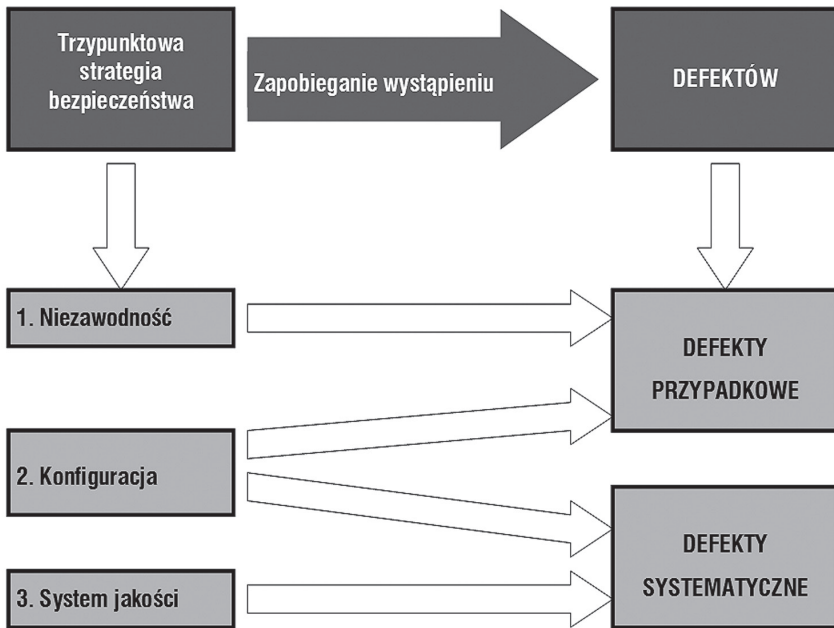 Trzypunktowa
strategia
bezpieczeństwa
Zapobieganie wystąpieniu
DEFEKTÓW
1. Niezawodność
DEFEKTY
PRZYPADKOWE
2. Konfiguracja
DEFEKTY
SYSTEMATYCZNE
3. System jakości